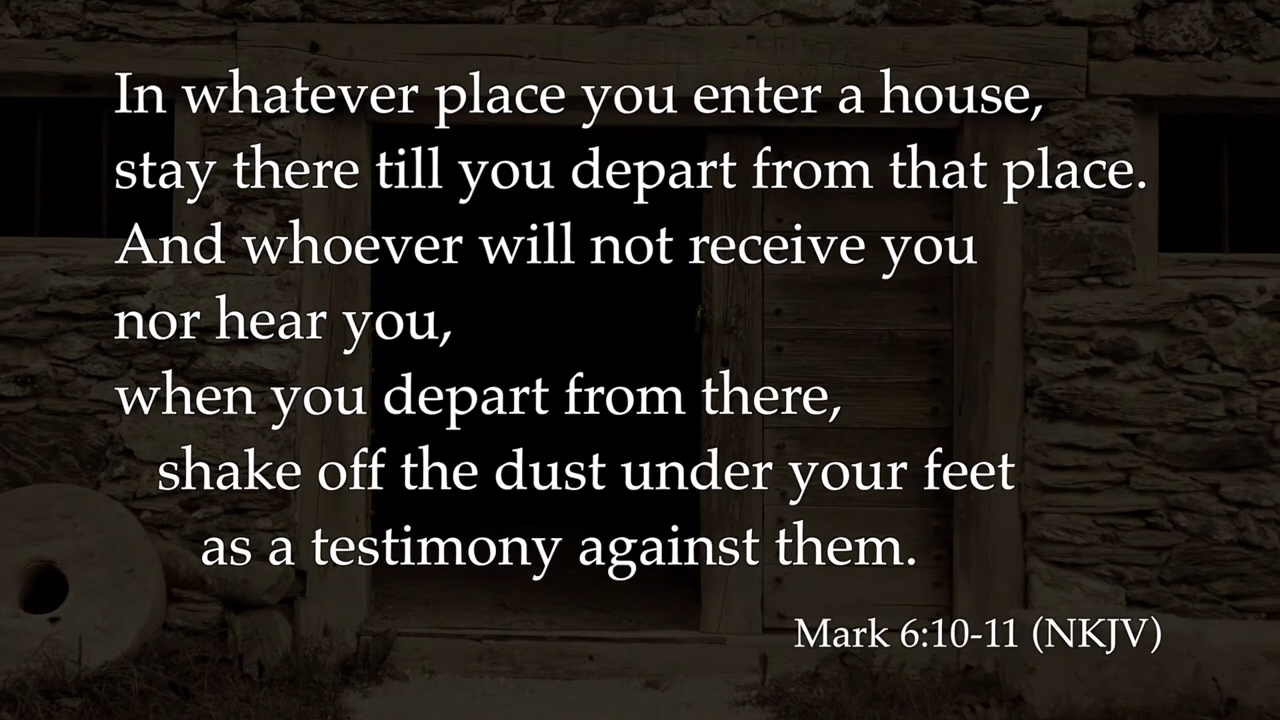 In whatever place you enter a house,
stay there till you depart from that place.
And whoever will not receive you
nor hear you,
when you depart from there,
shake off the dust under your feet
as a testimony against them.
Mark 6:10-11 (NKJV)